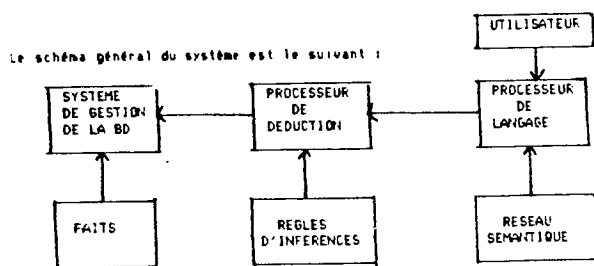 UTILISATEUR
Le schéma général du système est le suivant :
SYSTEME
DE GESTION
DE LA BD
PROCESSEUR
DE
DEDUCTION
PROCESSEUR
DE
LANGAGE
FAITS
REGLES
D'INFERENCES
RESEAU
SEMANTIQUE